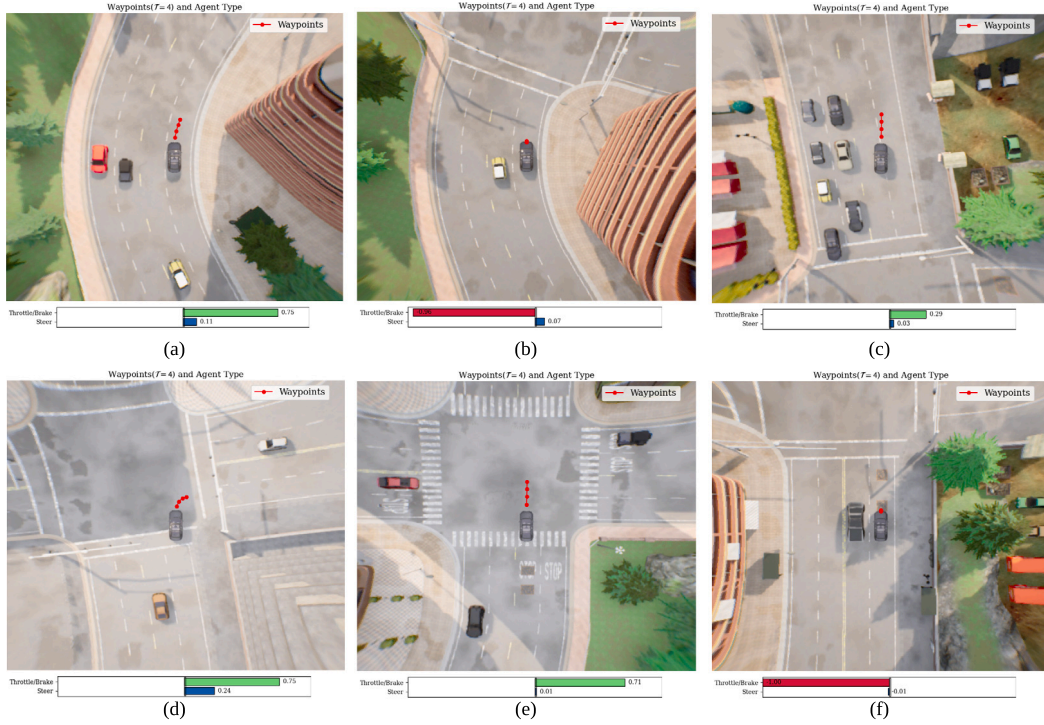 Waypoints(𝒯=4) and Agent Type
Waypoints
Throttle/Brake 0.75
Steer 0.11
(a)
Waypoints(𝒯=4) and Agent Type
Waypoints
Throttle/Brake 0.98
Steer 0.07
(b)
Waypoints(𝒯=4) and Agent Type
Waypoints
Throttle/Brake 0.29
Steer 0.03
(c)
Waypoints(𝒯=4) and Agent Type
Waypoints
Throttle/Brake 0.75
Steer 0.24
(d)
Waypoints(𝒯=4) and Agent Type
Waypoints
STOP
Throttle/Brake 0.71
Steer 0.01
(e)
Waypoints(𝒯=4) and Agent Type
Waypoints
Throttle/Brake 1.00
Steer -0.01
(f)